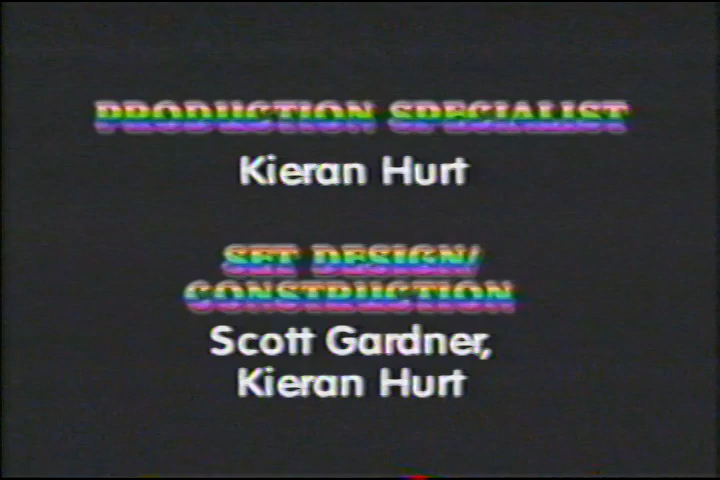 PRODUCTION SPECIALIST
Kieran Hurt
SET DESIGN/
CONSTRUCTION
Scott Gardner,
Kieran Hurt